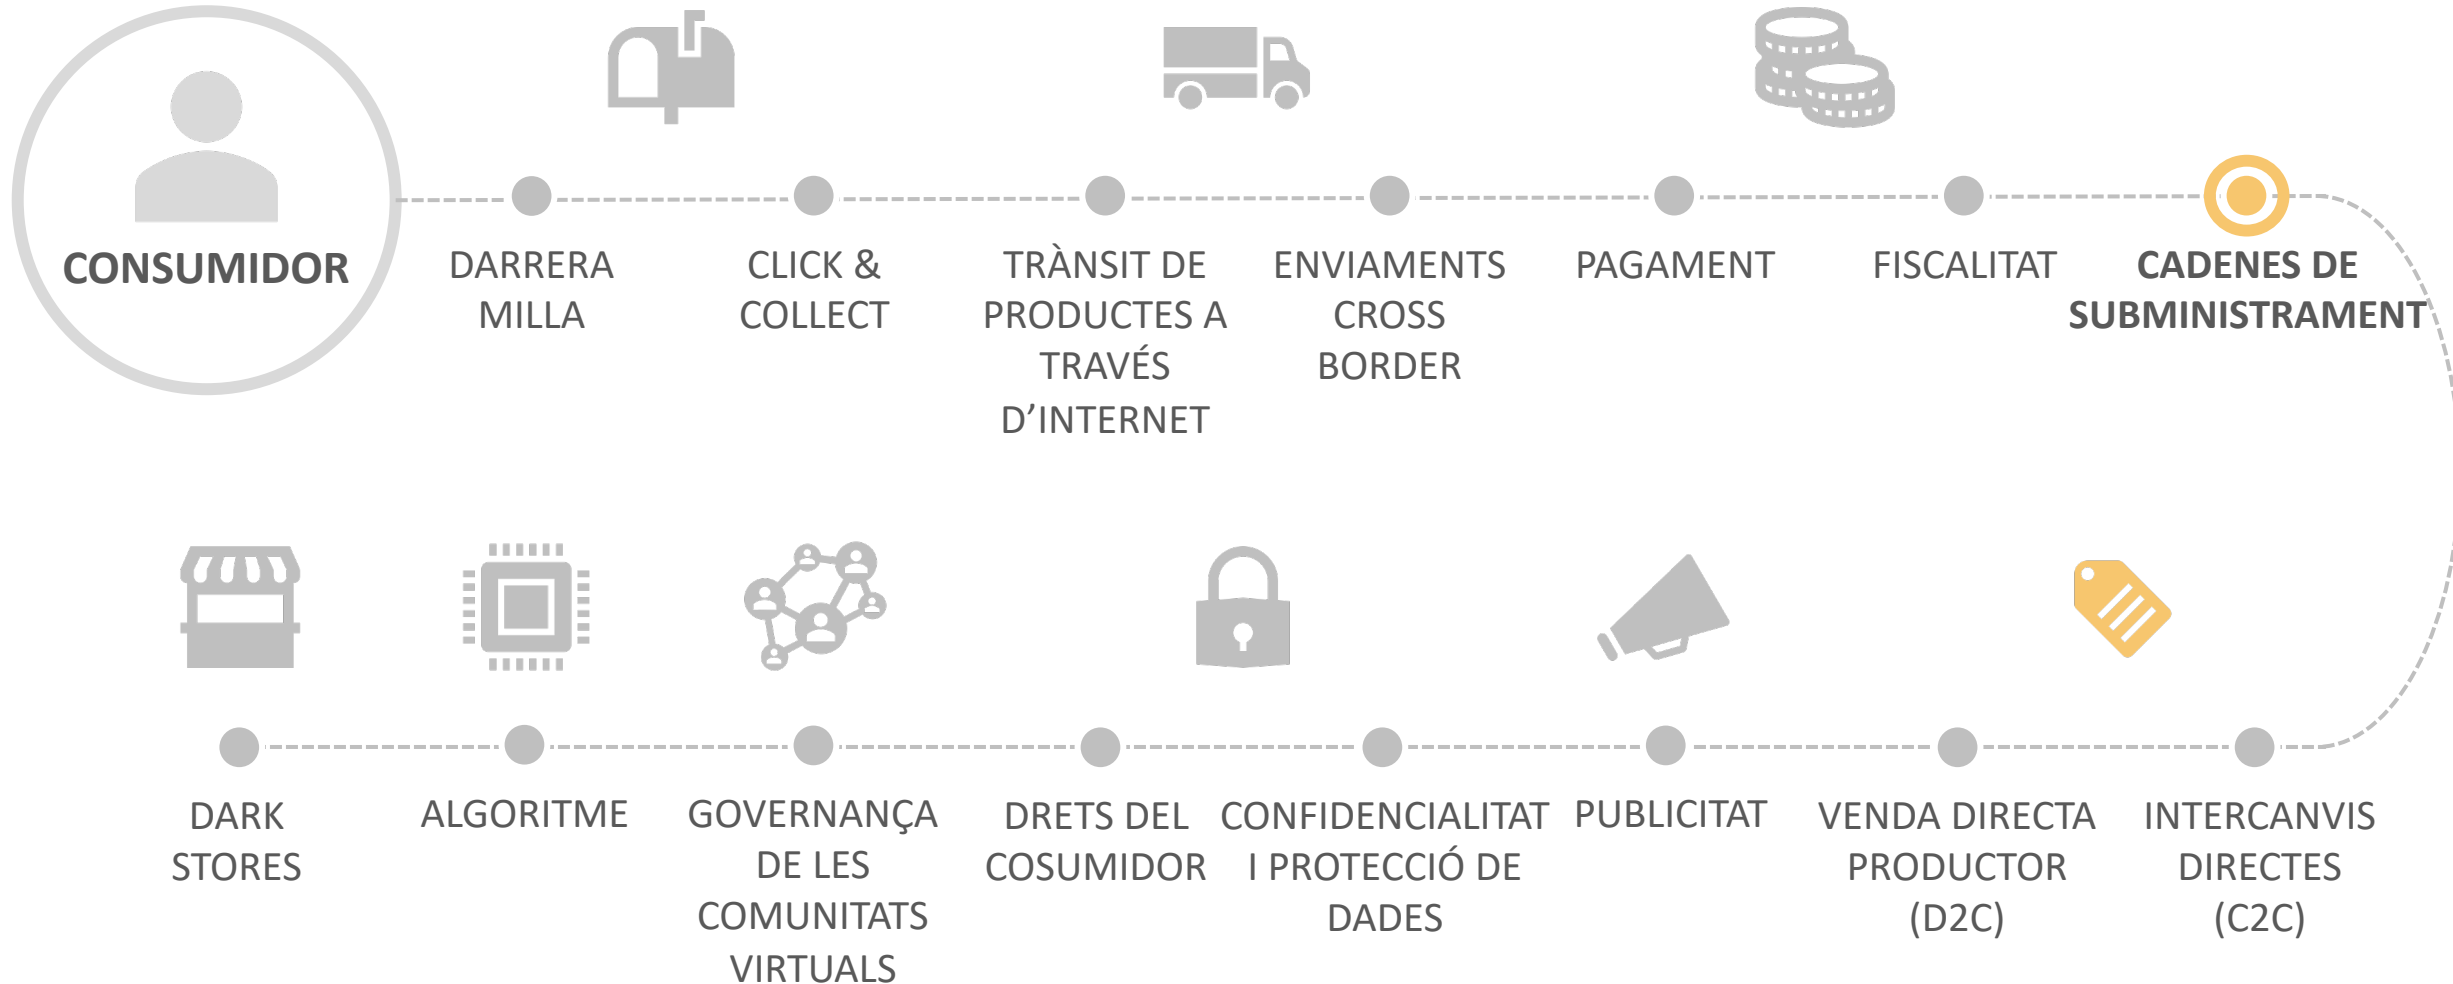 CONSUMIDOR
DARRERA
MILLA
CLICK &
COLLECT
TRÀNSIT DE
PRODUCTES A
TRAVÉS
D’INTERNET
ENVIAMENTS
CROSS
BORDER
PAGAMENT
FISCALITAT
CADENES DE
SUBMINISTRAMENT
DARK
STORES
ALGORITME
GOVERNANÇA
DE LES
COMUNITATS
VIRTUALS
DRETS DEL
COSUMIDOR
CONFIDENCIALITAT
I PROTECCIÓ DE
DADES
PUBLICITAT
VENDA DIRECTA
PRODUCTOR
(D2C)
INTERCANVIS
DIRECTES
(C2C)